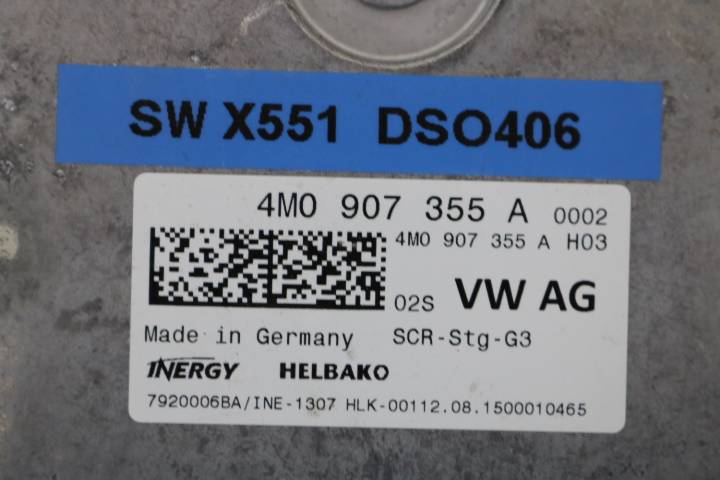 SW X551 DSO406
4M0 907 355 A 0002
4M0 907 355 A H03
02S VW AG
Made in Germany SCR-Stg-G3
INERGY HELBAKO
7920006BA/INE-1307 HLK-00112.08.1500010465